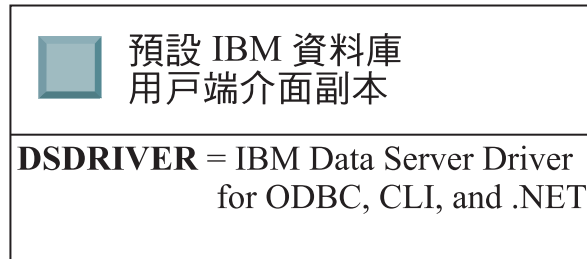 預設 IBM 資料庫
用戶端介面副本
DSDRIVER = IBM Data Server Driver
for ODBC, CLI, and .NET